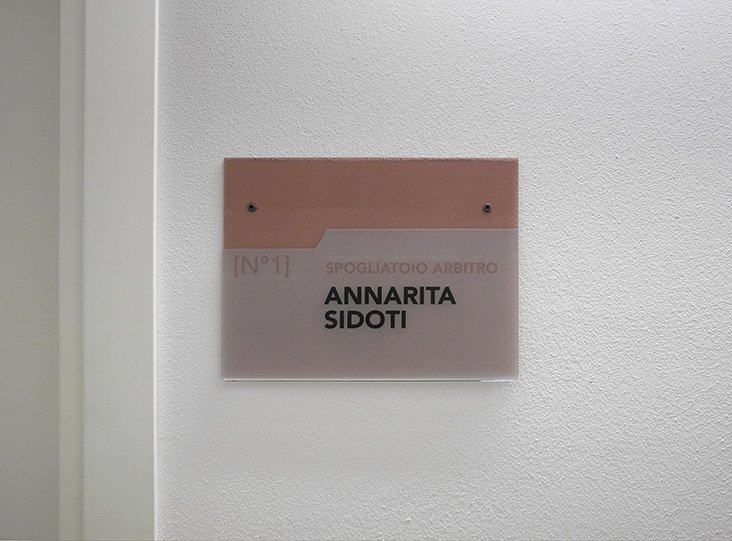 [N°1] SPOGLIATOIO ARBITRO
ANNARITA
SIDOTI